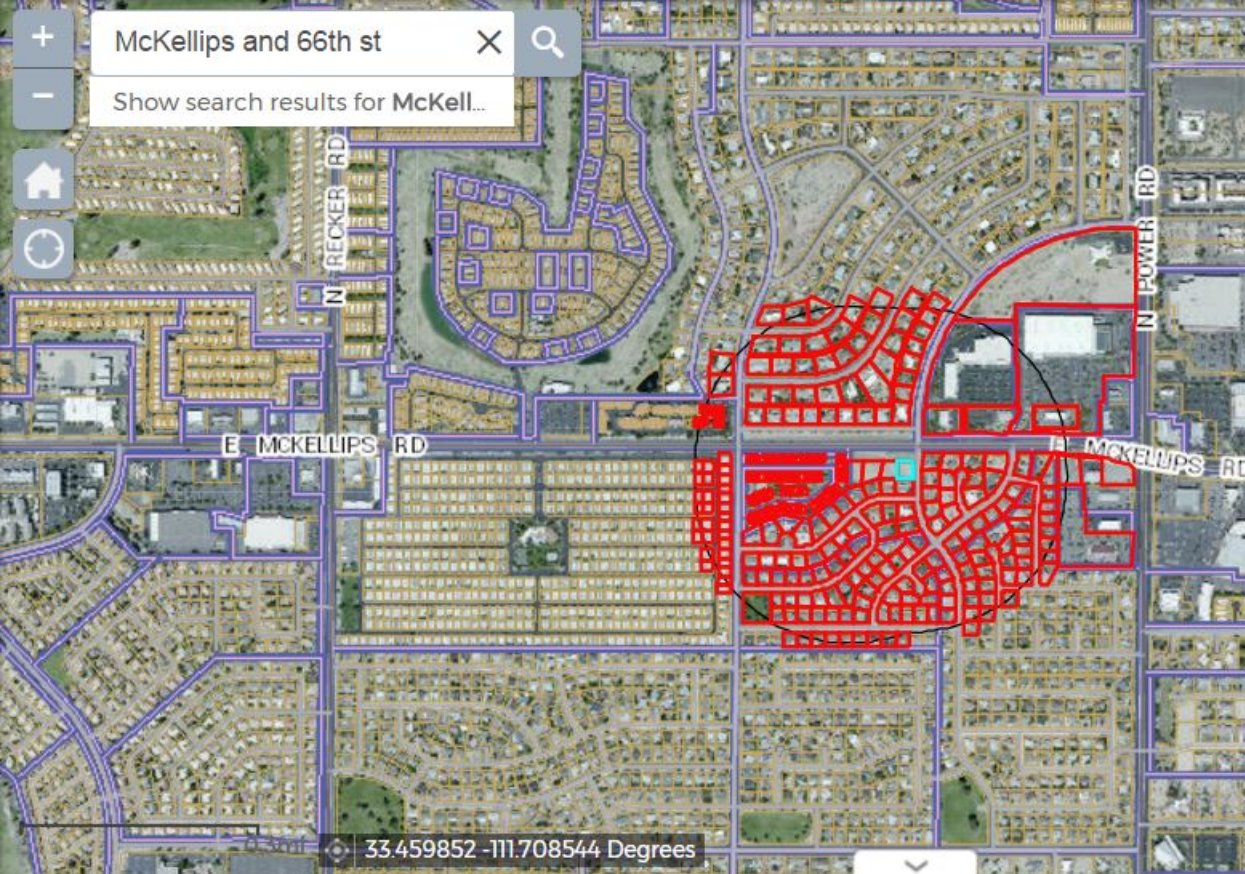 +
McKellips and 66th st
−
Show search results for McKell...
N RECKER RD
N POWER RD
E MCKELLIPS RD
E MCKELLIPS RD
33.459852 -111.708544 Degrees